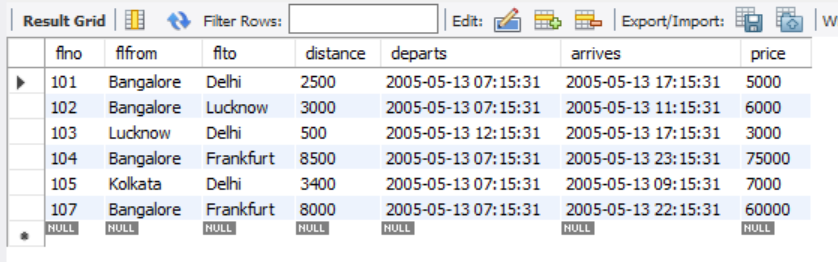 Result Grid Filter Rows: Edit: Export/Import: W
flno flfrom flto distance departs arrives price
101 Bangalore Delhi 2500 2005-05-13 07:15:31 2005-05-13 17:15:31 5000
102 Bangalore Lucknow 3000 2005-05-13 07:15:31 2005-05-13 11:15:31 6000
103 Lucknow Delhi 500 2005-05-13 12:15:31 2005-05-13 17:15:31 3000
104 Bangalore Frankfurt 8500 2005-05-13 07:15:31 2005-05-13 23:15:31 75000
105 Kolkata Delhi 3400 2005-05-13 07:15:31 2005-05-13 09:15:31 7000
107 Bangalore Frankfurt 8000 2005-05-13 07:15:31 2005-05-13 22:15:31 60000
NULL NULL NULL NULL NULL NULL NULL